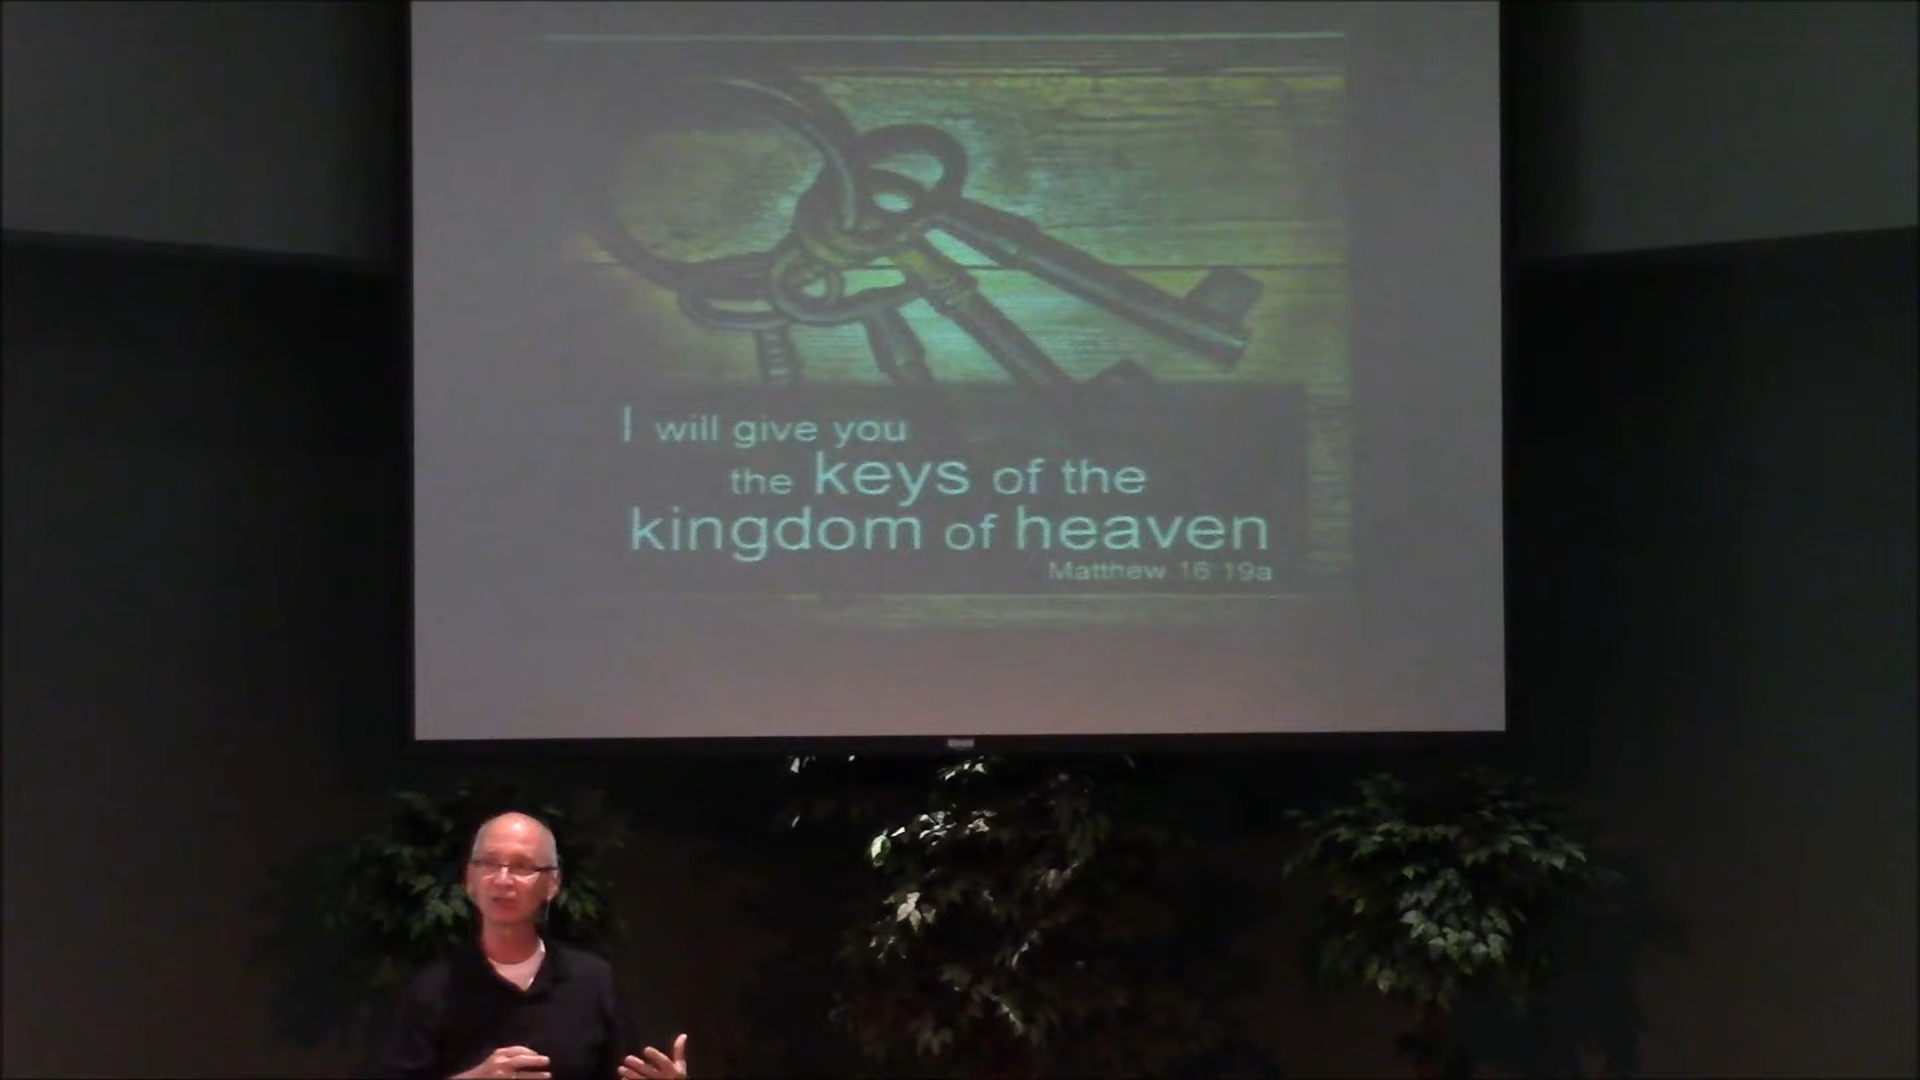 I will give you
the keys of the
kingdom of heaven
Matthew 16:19a